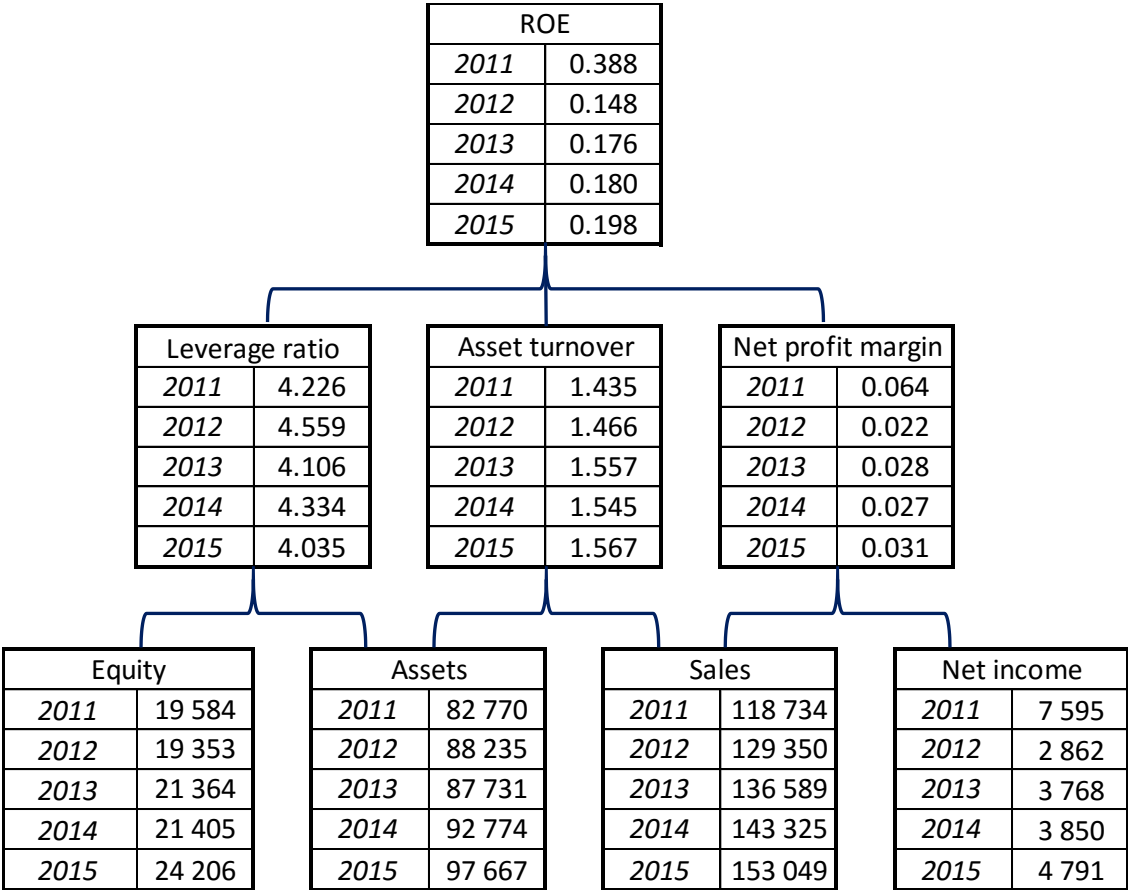 ROE
2011 0.388
2012 0.148
2013 0.176
2014 0.180
2015 0.198
Leverage ratio
2011 4.226
2012 4.559
2013 4.106
2014 4.334
2015 4.035
Asset turnover
2011 1.435
2012 1.466
2013 1.557
2014 1.545
2015 1.567
Net profit margin
2011 0.064
2012 0.022
2013 0.028
2014 0.027
2015 0.031
Equity
2011 19 584
2012 19 353
2013 21 364
2014 21 405
2015 24 206
Assets
2011 82 770
2012 88 235
2013 87 731
2014 92 774
2015 97 667
Sales
2011 118 734
2012 129 350
2013 136 589
2014 143 325
2015 153 049
Net income
2011 7 595
2012 2 862
2013 3 768
2014 3 850
2015 4 791